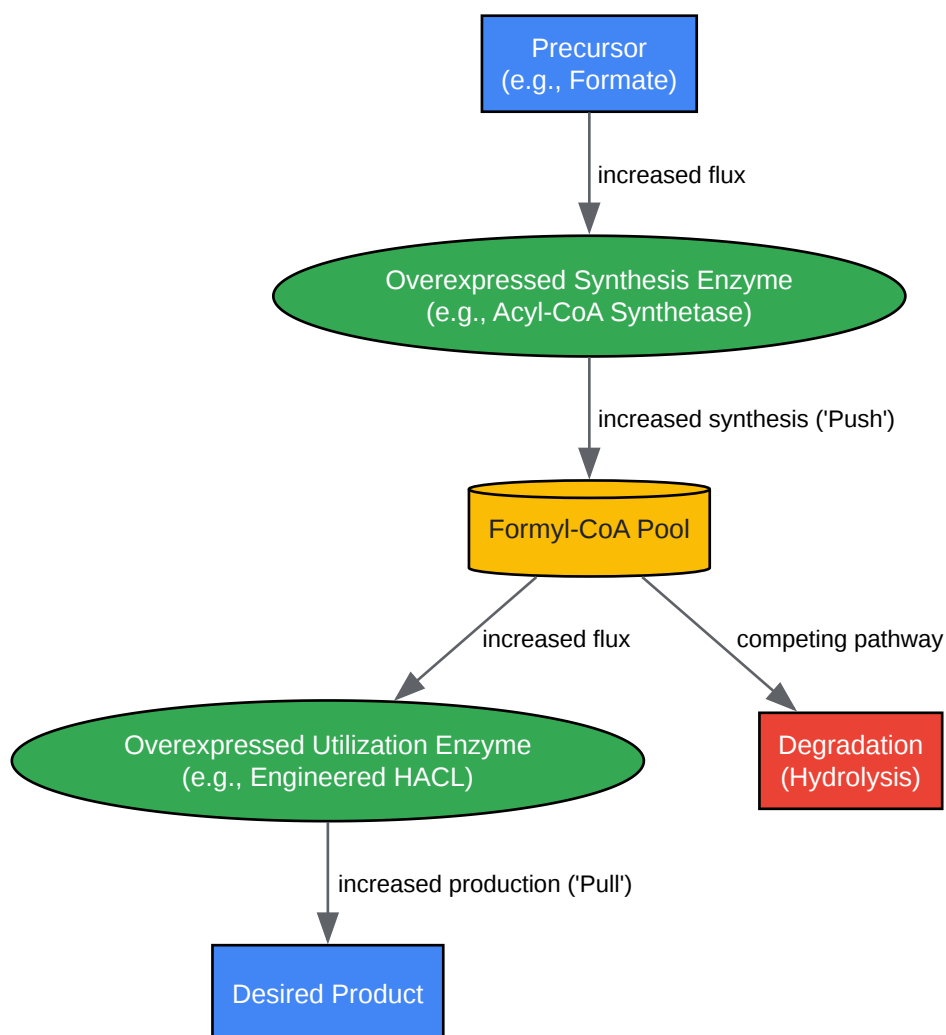 Precursor
(e.g., Formate)
increased flux
Overexpressed Synthesis Enzyme
(e.g., Acyl-CoA Synthetase)
increased synthesis ('Push')
Formyl-CoA Pool
increased flux
competing pathway
Overexpressed Utilization Enzyme
(e.g., Engineered HACL)
Degradation
(Hydrolysis)
increased production ('Pull')
Desired Product